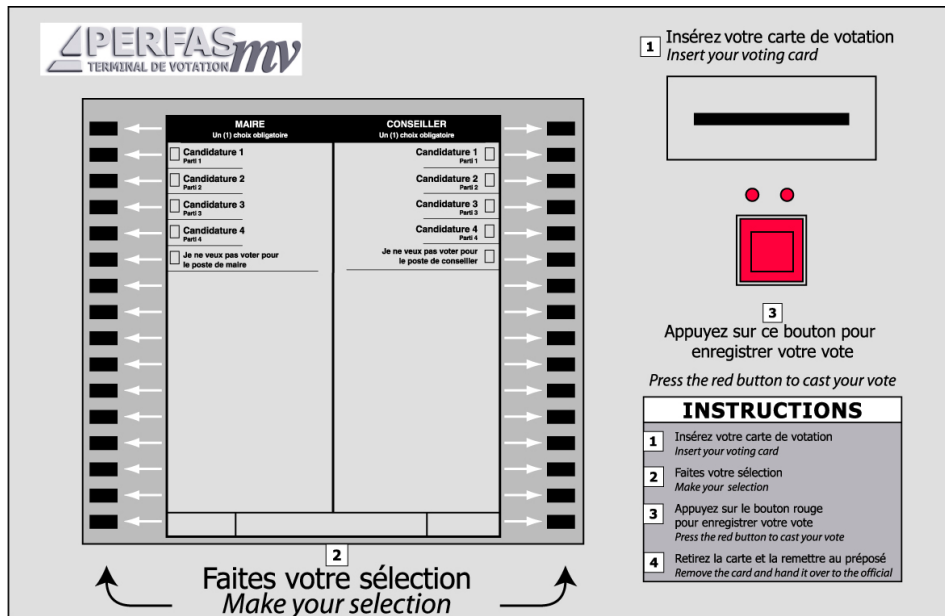 PERFAS mv
TERMINAL DE VOTATION
1 Insérez votre carte de votation
Insert your voting card
MAIRE
Un (1) choix obligatoire
Candidature 1
Parti 1
Candidature 2
Parti 2
Candidature 3
Parti 3
Candidature 4
Parti 4
Je ne veux pas voter pour
le poste de maire
CONSEILLER
Un (1) choix obligatoire
Candidature 1
Parti 1
Candidature 2
Parti 2
Candidature 3
Parti 3
Candidature 4
Parti 4
Je ne veux pas voter pour
le poste de conseiller
2
Faites votre sélection
Make your selection
3
Appuyez sur ce bouton pour
enregistrer votre vote
Press the red button to cast your vote
INSTRUCTIONS
1 Insérez votre carte de votation
Insert your voting card
2 Faites votre sélection
Make your selection
3 Appuyez sur le bouton rouge
pour enregistrer votre vote
Press the red button to cast your vote
4 Retirez la carte et la remettre au préposé
Remove the card and hand it over to the official